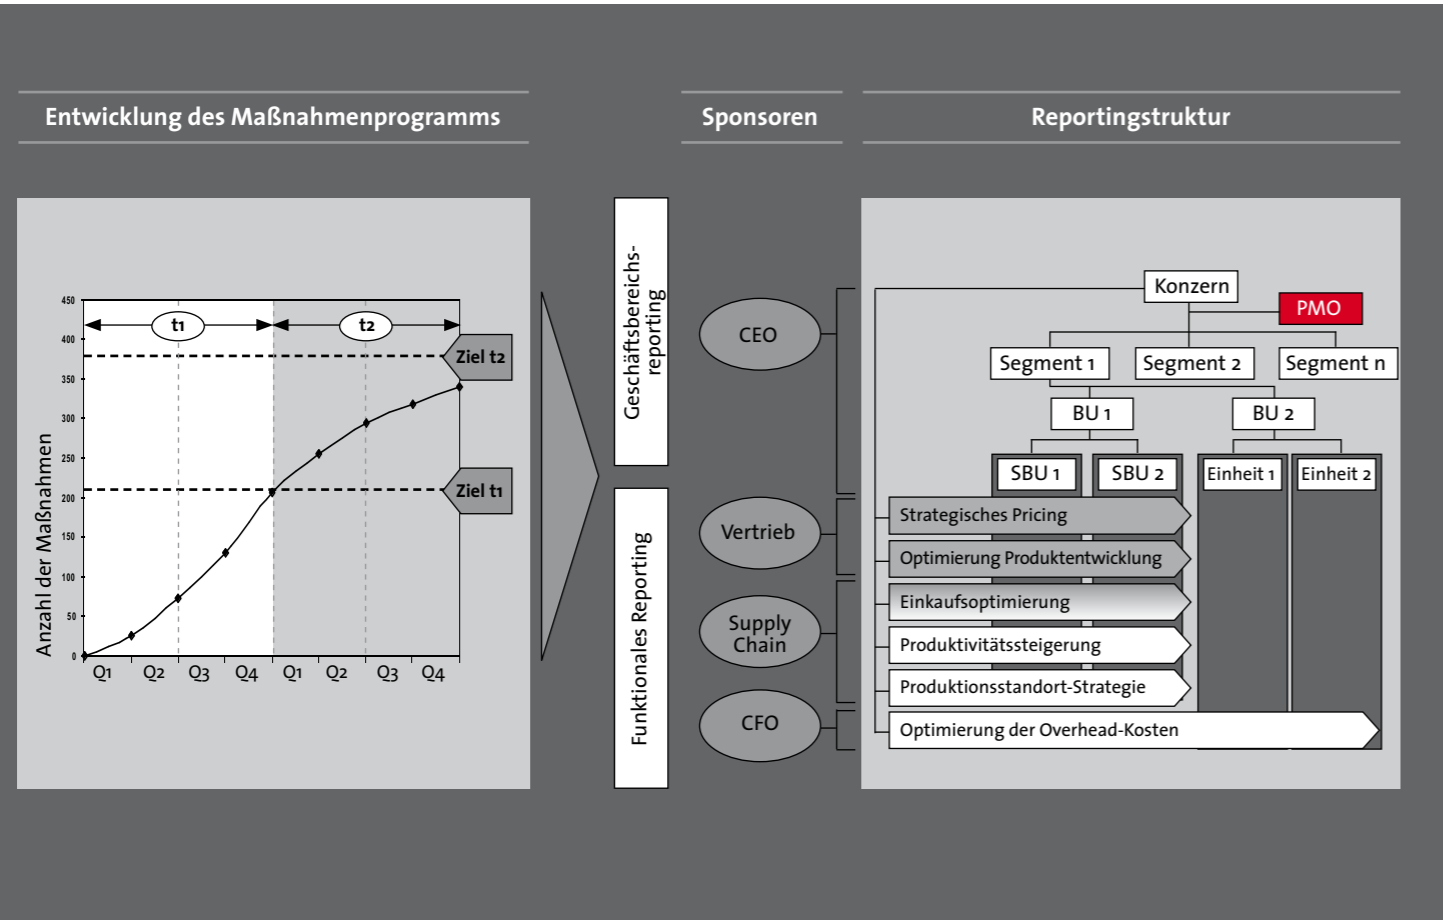 Entwicklung des Maßnahmenprogramms
Sponsoren
Reportingstruktur
450
400
350
300
250
200
150
100
50
0
Anzahl der Maßnahmen
t1
t2
Ziel t2
Ziel t1
Q1 Q2 Q3 Q4 Q1 Q2 Q3 Q4
Geschäftsbereichs-
reporting
Funktionales Reporting
CEO
Vertrieb
Supply
Chain
CFO
Konzern
PMO
Segment 1 Segment 2 Segment n
BU 1 BU 2
SBU 1 SBU 2 Einheit 1 Einheit 2
Strategisches Pricing
Optimierung Produktentwicklung
Einkaufsoptimierung
Produktivitätssteigerung
Produktionsstandort-Strategie
Optimierung der Overhead-Kosten